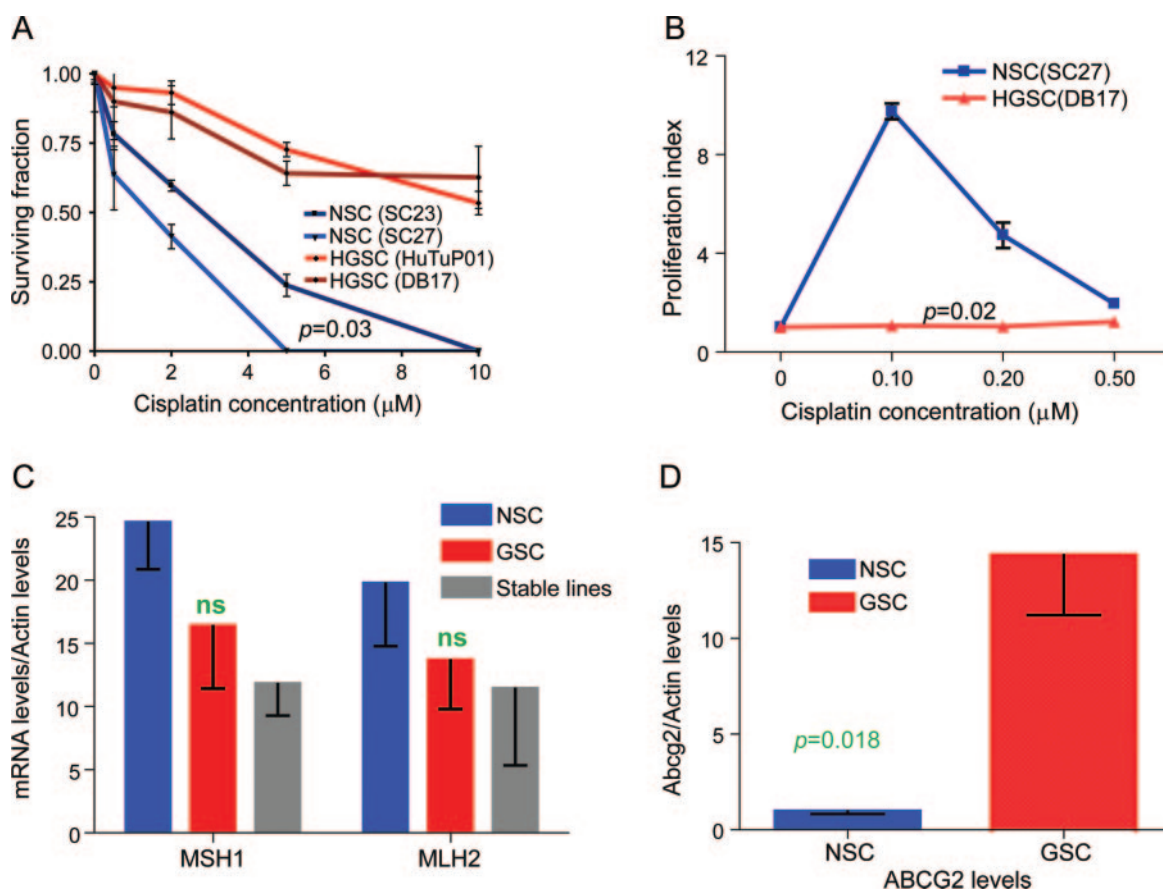 A
Surviving fraction
1.00
0.75
0.50
0.25
0.00
NSC (SC23)
NSC (SC27)
HGSC (HuTuP01)
HGSC (DB17)
p=0.03
0 2 4 6 8 10
Cisplatin concentration (μM)
B
Proliferation index
12
8
4
0
NSC(SC27)
HGSC(DB17)
p=0.02
0 0.10 0.20 0.50
Cisplatin concentration (μM)
C
mRNA levels/Actin levels
25
20
15
10
5
0
NSC
GSC
Stable lines
ns
ns
MSH1 MLH2
D
Abcg2/Actin levels
15
10
5
0
NSC
GSC
p=0.018
NSC GSC
ABCG2 levels